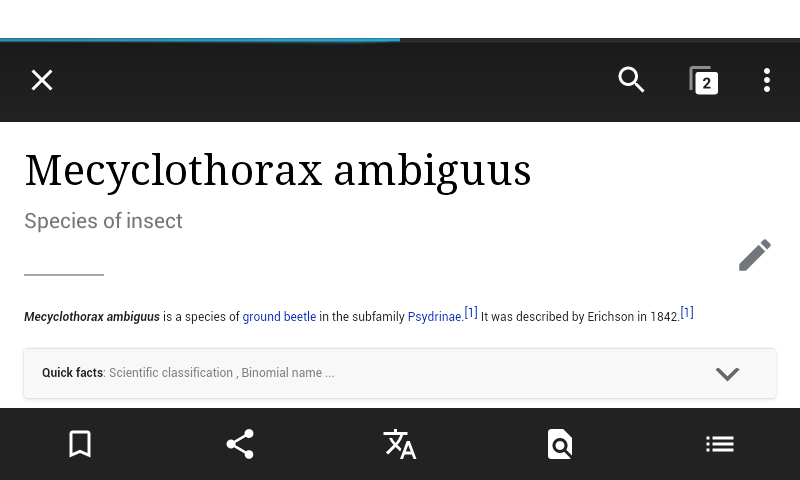 2
Mecyclothorax ambiguus
Species of insect
Mecyclothorax ambiguus is a species of ground beetle in the subfamily Psydrinae.[1] It was described by Erichson in 1842.[1]
Quick facts: Scientific classification , Binomial name ...